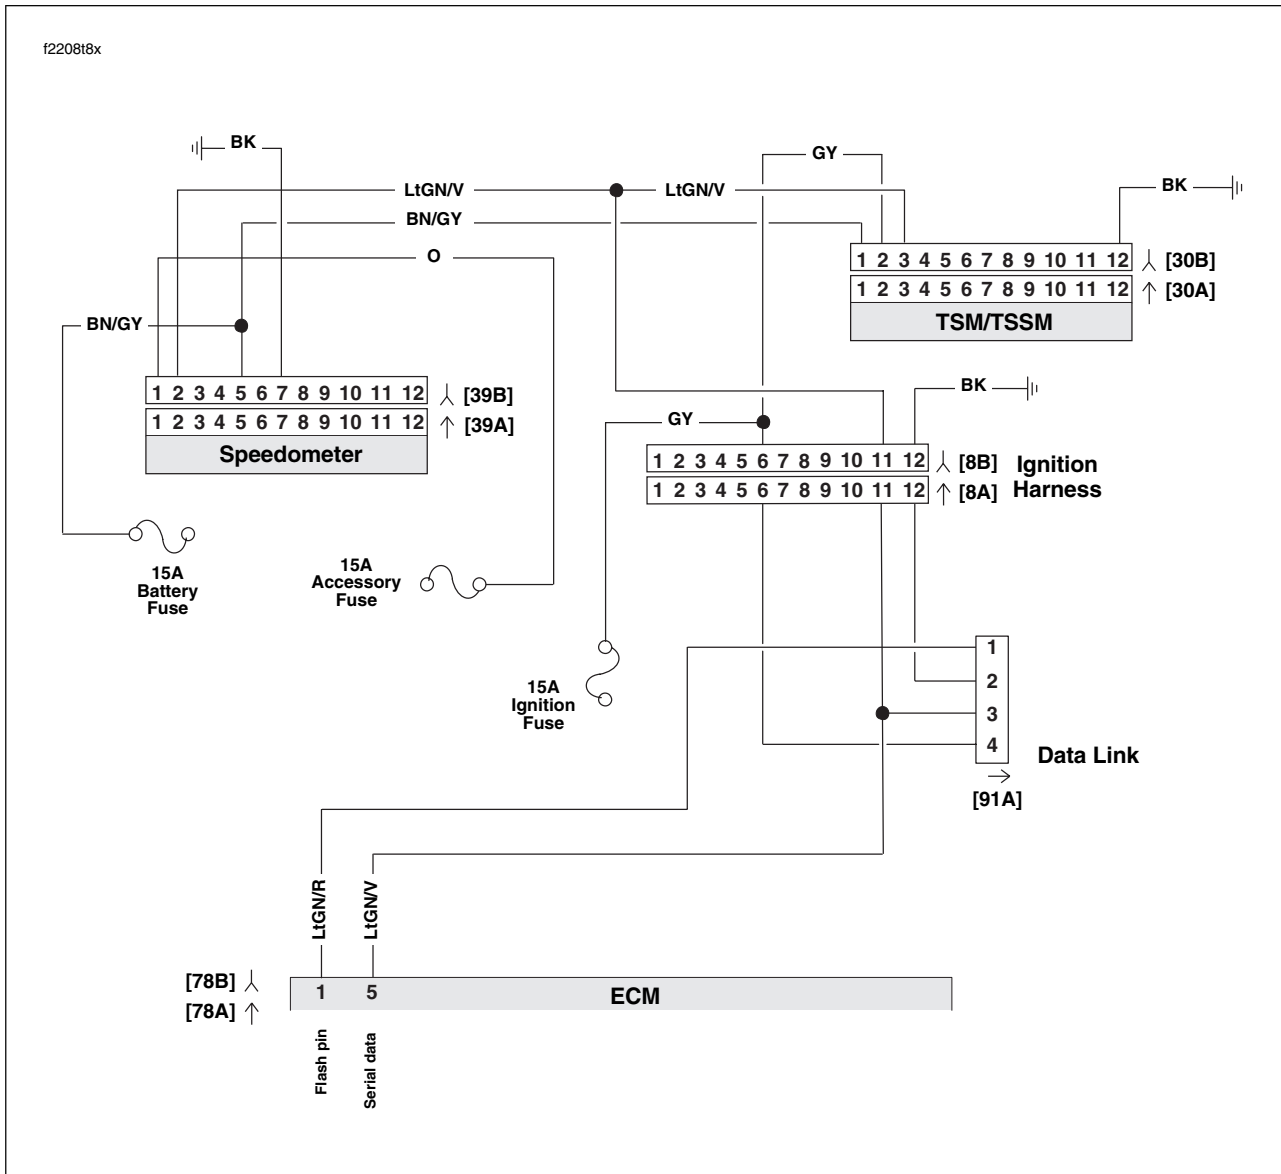 f2208t8x
BK
GY
LtGN/V
LtGN/V
BK
BN/GY
O
1 2 3 4 5 6 7 8 9 10 11 12 [30B]
1 2 3 4 5 6 7 8 9 10 11 12 [30A]
TSM/TSSM
BN/GY
1 2 3 4 5 6 7 8 9 10 11 12 [39B]
1 2 3 4 5 6 7 8 9 10 11 12 [39A]
Speedometer
BK
GY
1 2 3 4 5 6 7 8 9 10 11 12 [8B]
1 2 3 4 5 6 7 8 9 10 11 12 [8A]
Ignition
Harness
15A
Battery
Fuse
15A
Accessory
Fuse
15A
Ignition
Fuse
1
2
3
4
Data Link
[91A]
LtGN/R
LtGN/V
[78B]
[78A]
1 5 ECM
Flash pin
Serial data